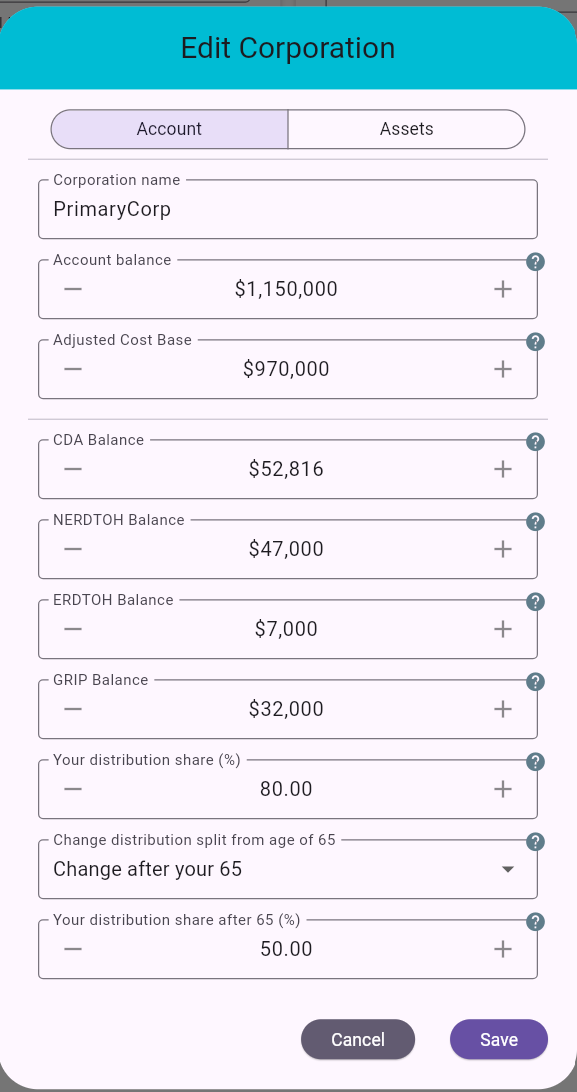 Edit Corporation
Account
Assets
Corporation name
PrimaryCorp
Account balance
?
− $1,150,000 +
Adjusted Cost Base
?
− $970,000 +
CDA Balance
?
− $52,816 +
NERDTOH Balance
?
− $47,000 +
ERDTOH Balance
?
− $7,000 +
GRIP Balance
?
− $32,000 +
Your distribution share (%)
?
− 80.00 +
Change distribution split from age of 65
?
Change after your 65
Your distribution share after 65 (%)
?
− 50.00 +
Cancel
Save